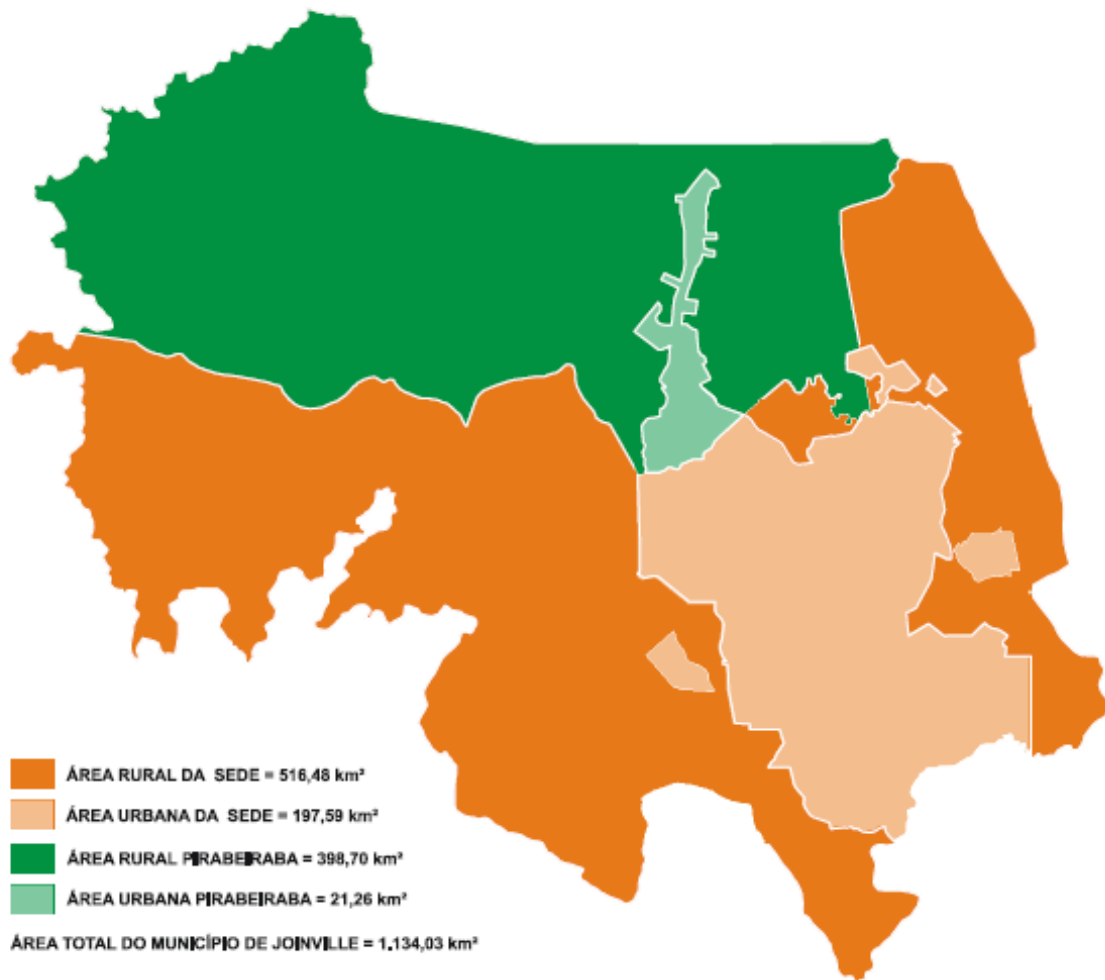 ÁREA RURAL DA SEDE = 516,48 km²
ÁREA URBANA DA SEDE = 197,59 km²
ÁREA RURAL PIRABEIRABA = 398,70 km²
ÁREA URBANA PIRABEIRABA = 21,26 km²
ÁREA TOTAL DO MUNICÍPIO DE JOINVILLE = 1.134,03 km²